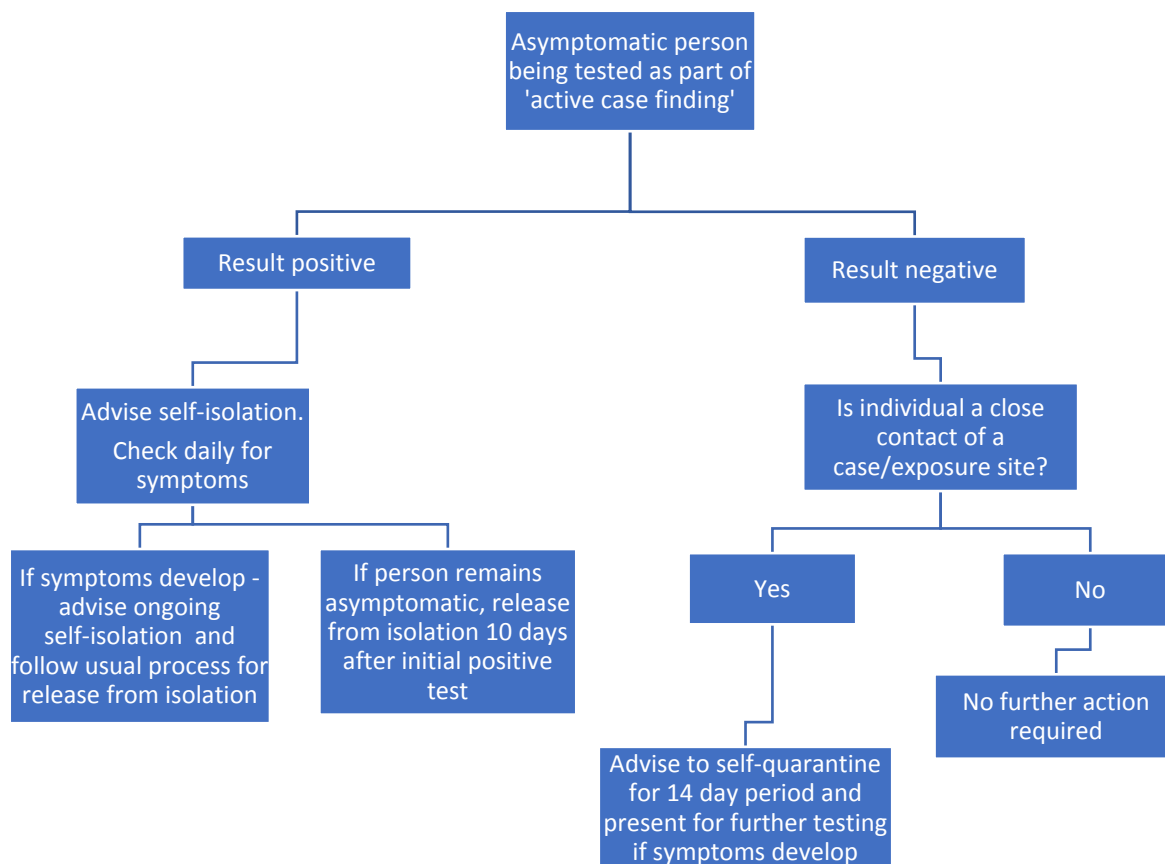 Asymptomatic person
being tested as part of
'active case finding'
Result positive
Result negative
Advise self-isolation.
Check daily for
symptoms
Is individual a close
contact of a
case/exposure site?
If symptoms develop -
advise ongoing
self-isolation and
follow usual process for
release from isolation
If person remains
asymptomatic, release
from isolation 10 days
after initial positive
test
Yes
No
Advise to self-quarantine
for 14 day period and
present for further testing
if symptoms develop
No further action
required